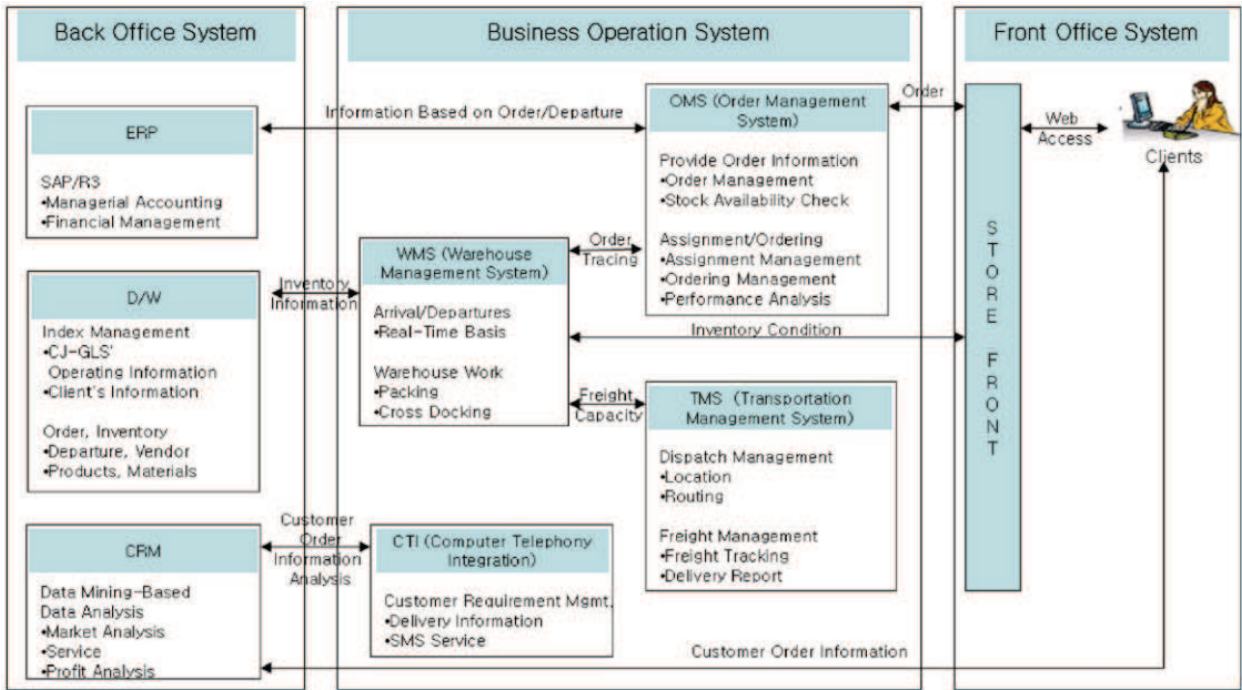 Back Office System
Business Operation System
Front Office System
ERP
SAP/R3
•Managerial Accounting
•Financial Management
Information Based on Order/Departure
OMS (Order Management
System)
Provide Order Information
•Order Management
•Stock Availability Check
Assignment/Ordering
•Assignment Management
•Ordering Management
•Performance Analysis
Order
Web
Access
Clients
STORE FRONT
D/W
Index Management
•CJ-GLS'
Operating Information
•Client's Information
Order, Inventory
•Departure, Vendor
•Products, Materials
Inventory
Information
WMS (Warehouse
Management System)
Arrival/Departures
•Real-Time Basis
Warehouse Work
•Packing
•Cross Docking
Order
Tracing
Inventory Condition
Freight
Capacity
TMS (Transportation
Management System)
Dispatch Management
•Location
•Routing
Freight Management
•Freight Tracking
•Delivery Report
CRM
Data Mining-Based
Data Analysis
•Market Analysis
•Service
•Profit Analysis
Customer
Order
Information
Analysis
CTI (Computer Telephony
Integration)
Customer Requirement Mgmt.
•Delivery Information
•SMS Service
Customer Order Information